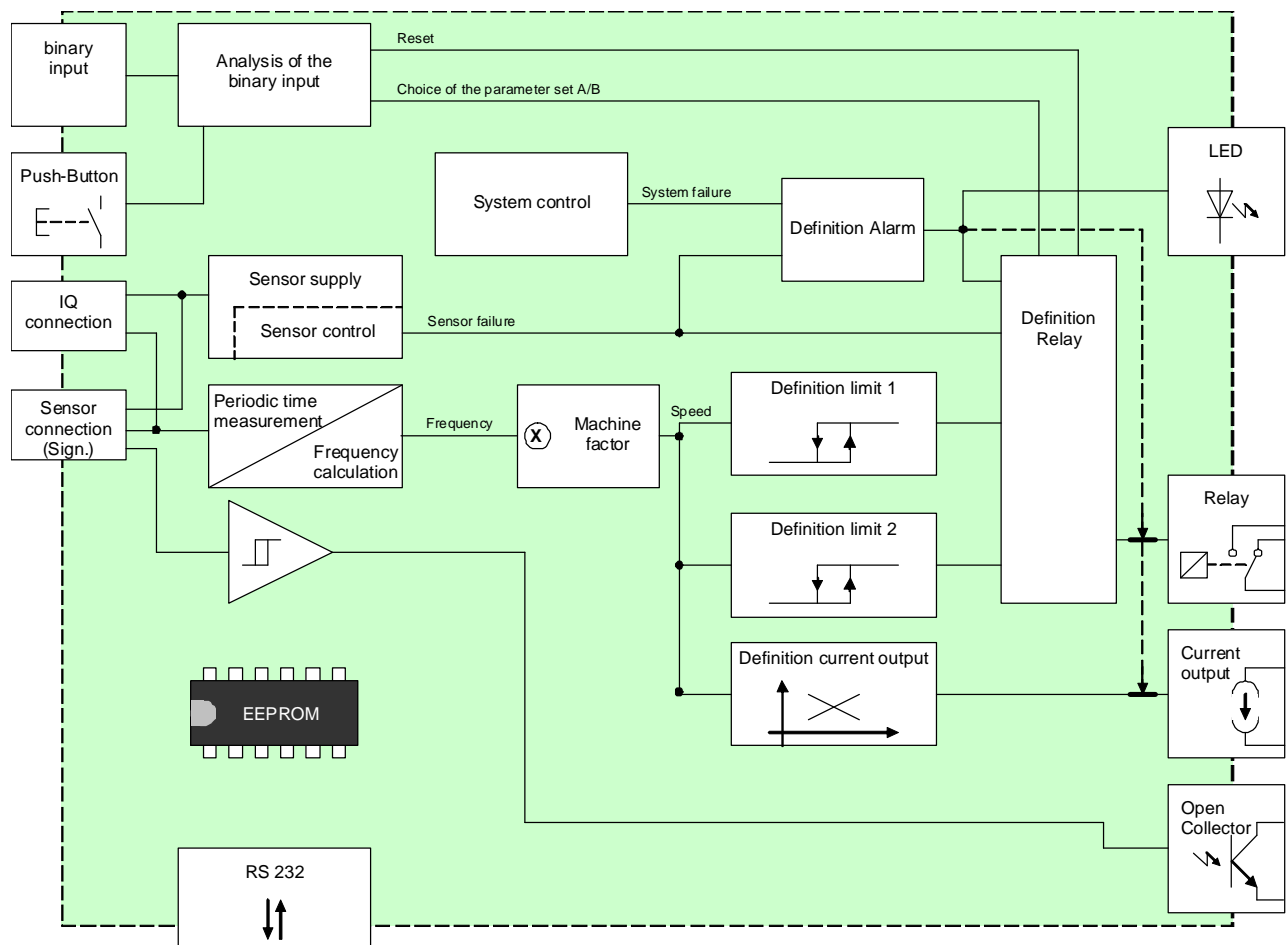 binary
input
Analysis of the
binary input
Reset
Choice of the parameter set A/B
Push-Button
System control
System failure
Definition Alarm
LED
IQ
connection
Sensor supply
Sensor control
Sensor failure
Definition
Relay
Sensor
connection
(Sign.)
Periodic time
measurement
Frequency
calculation
Frequency
X
Machine
factor
Speed
Definition limit 1
Definition limit 2
Relay
Definition current output
Current
output
EEPROM
Open
Collector
RS 232